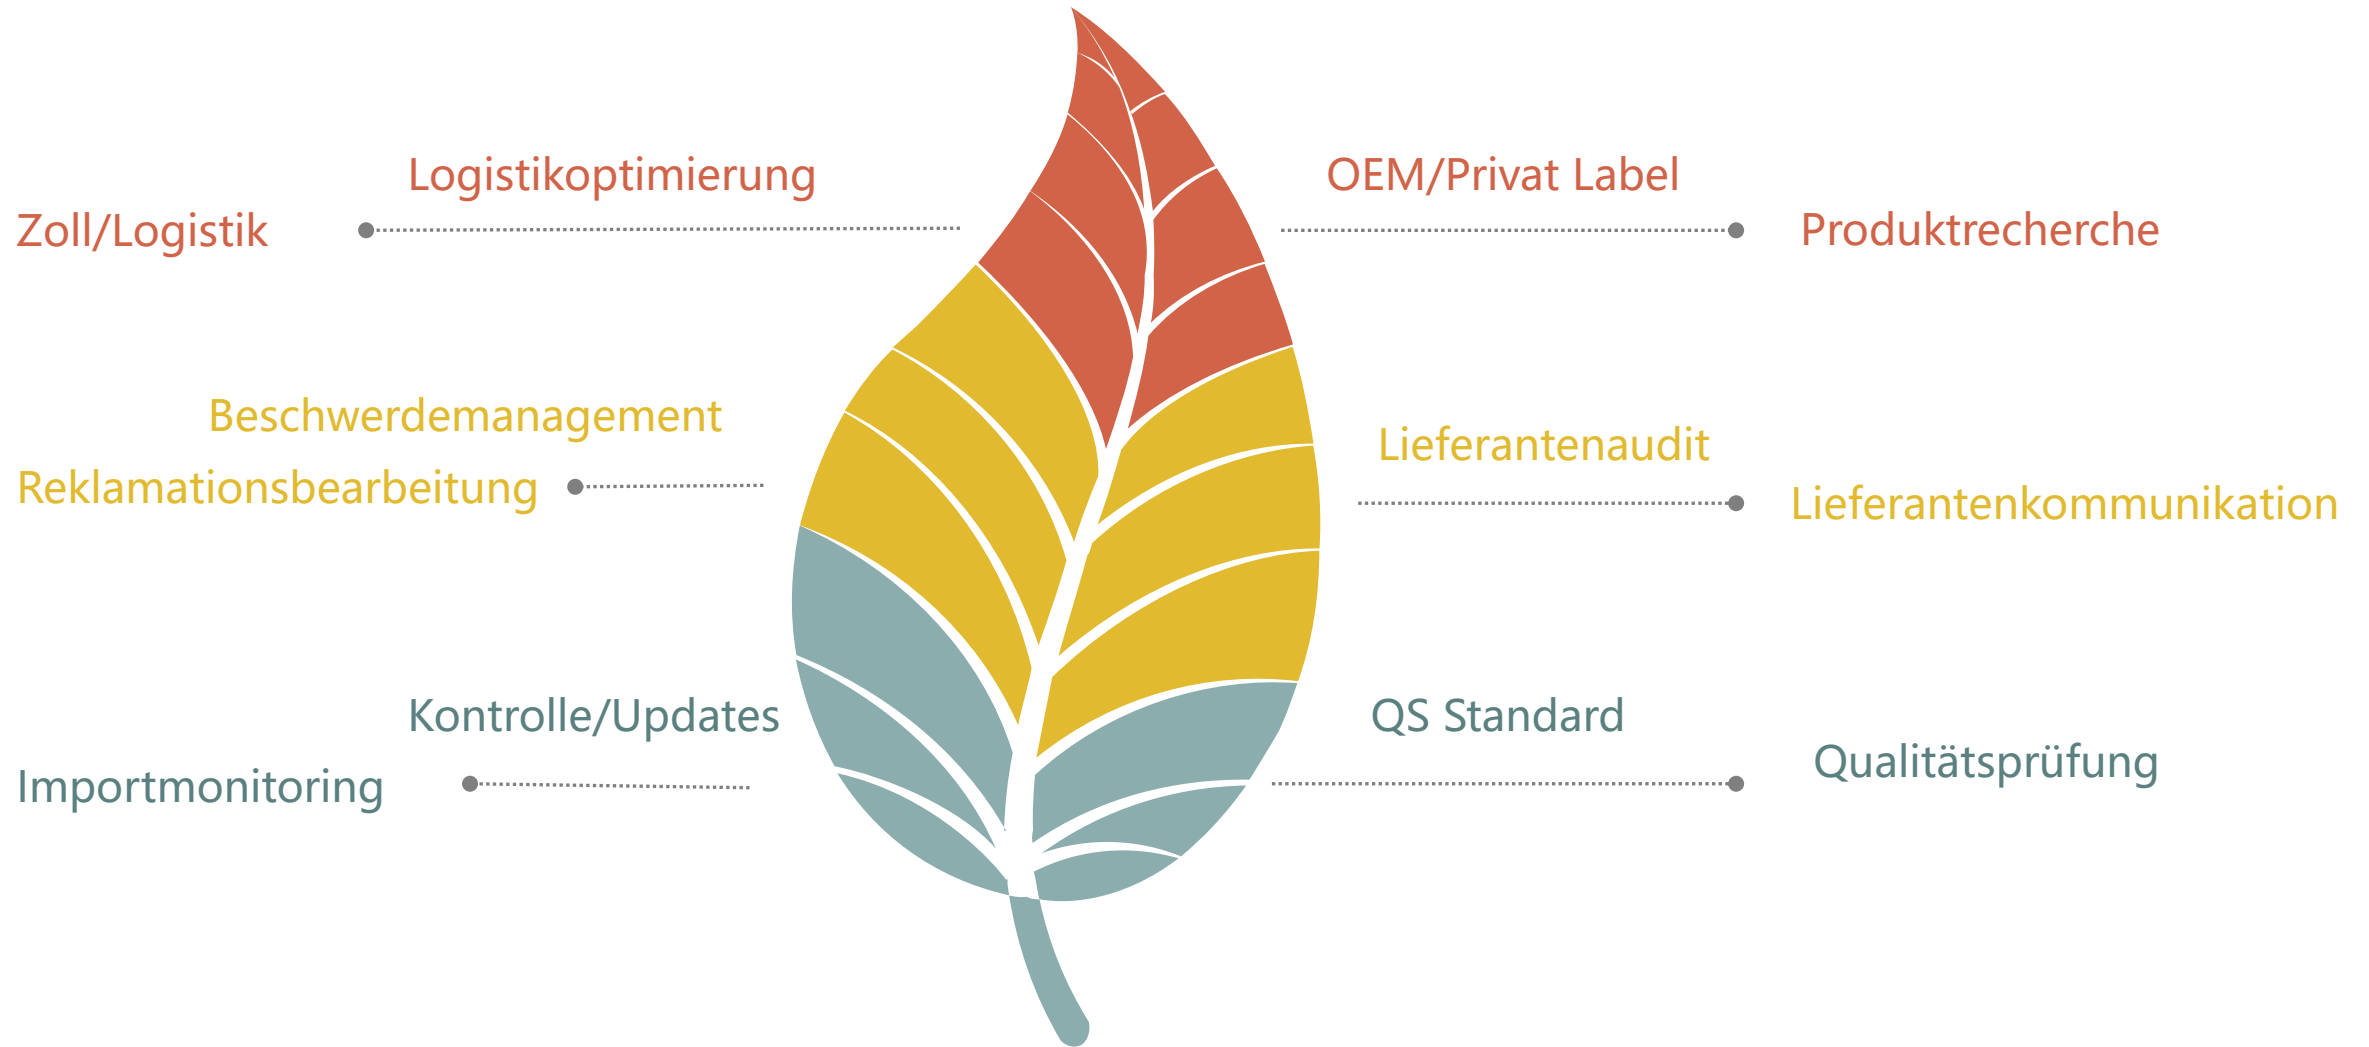 Logistikoptimierung
Zoll/Logistik
OEM/Privat Label
Produktrecherche
Beschwerdemanagement
Reklamationsbearbeitung
Lieferantenaudit
Lieferantenkommunikation
Kontrolle/Updates
Importmonitoring
QS Standard
Qualitätsprüfung